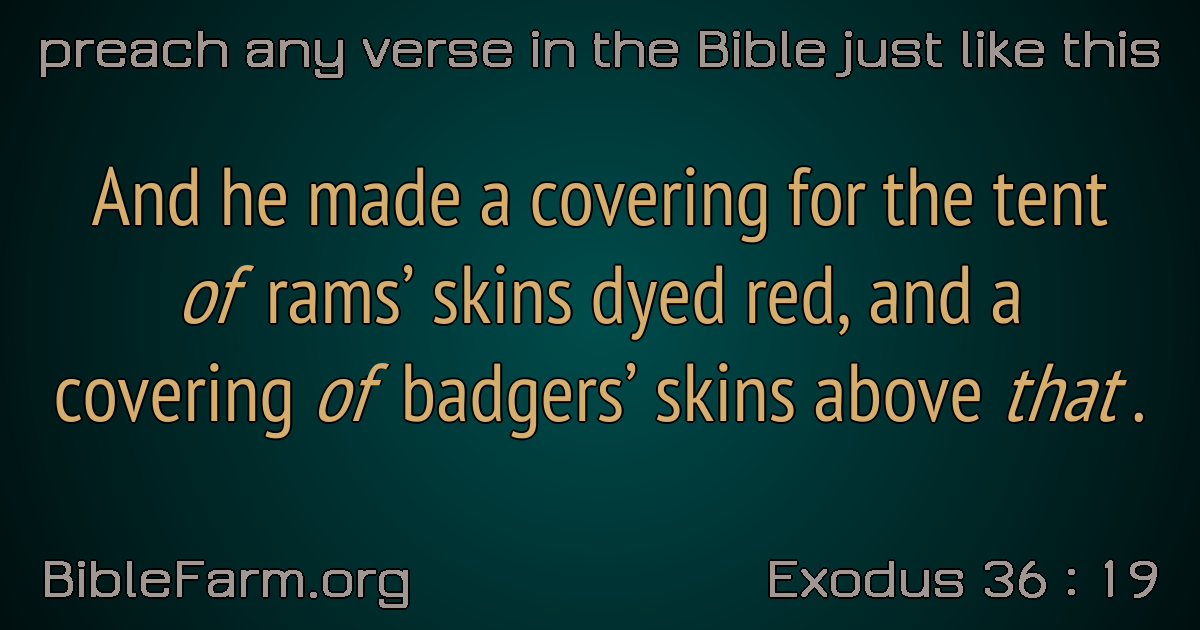 preach any verse in the Bible just like this
And he made a covering for the tent
of rams’ skins dyed red, and a
covering of badgers’ skins above that .
BibleFarm.org
Exodus 36 : 19